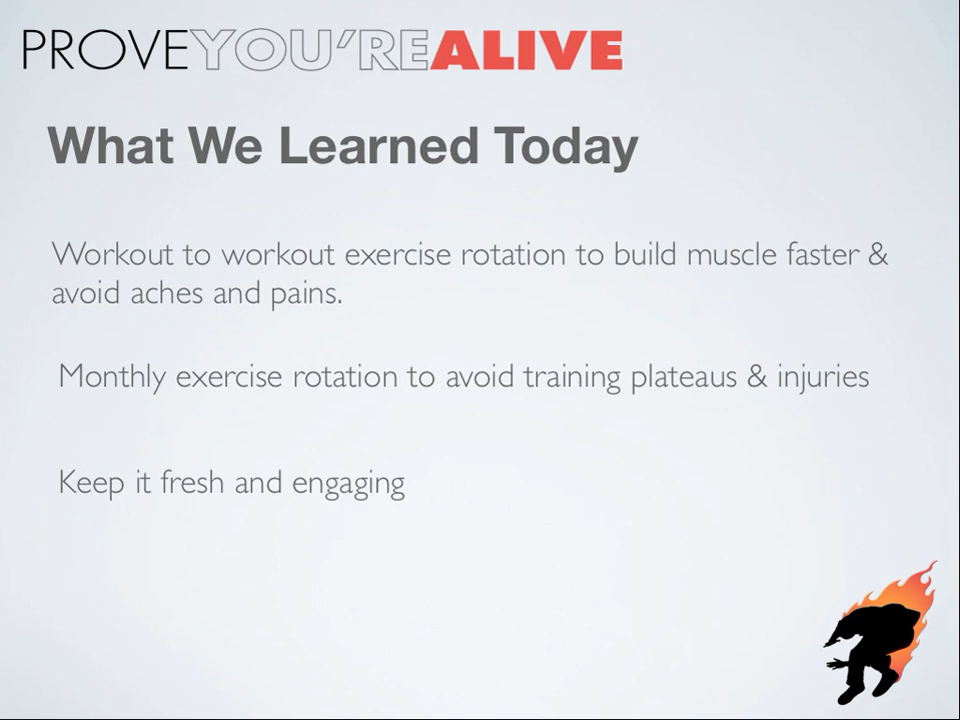 PROVEYOU'REALIVE
What We Learned Today
Workout to workout exercise rotation to build muscle faster &
avoid aches and pains.
Monthly exercise rotation to avoid training plateaus & injuries
Keep it fresh and engaging